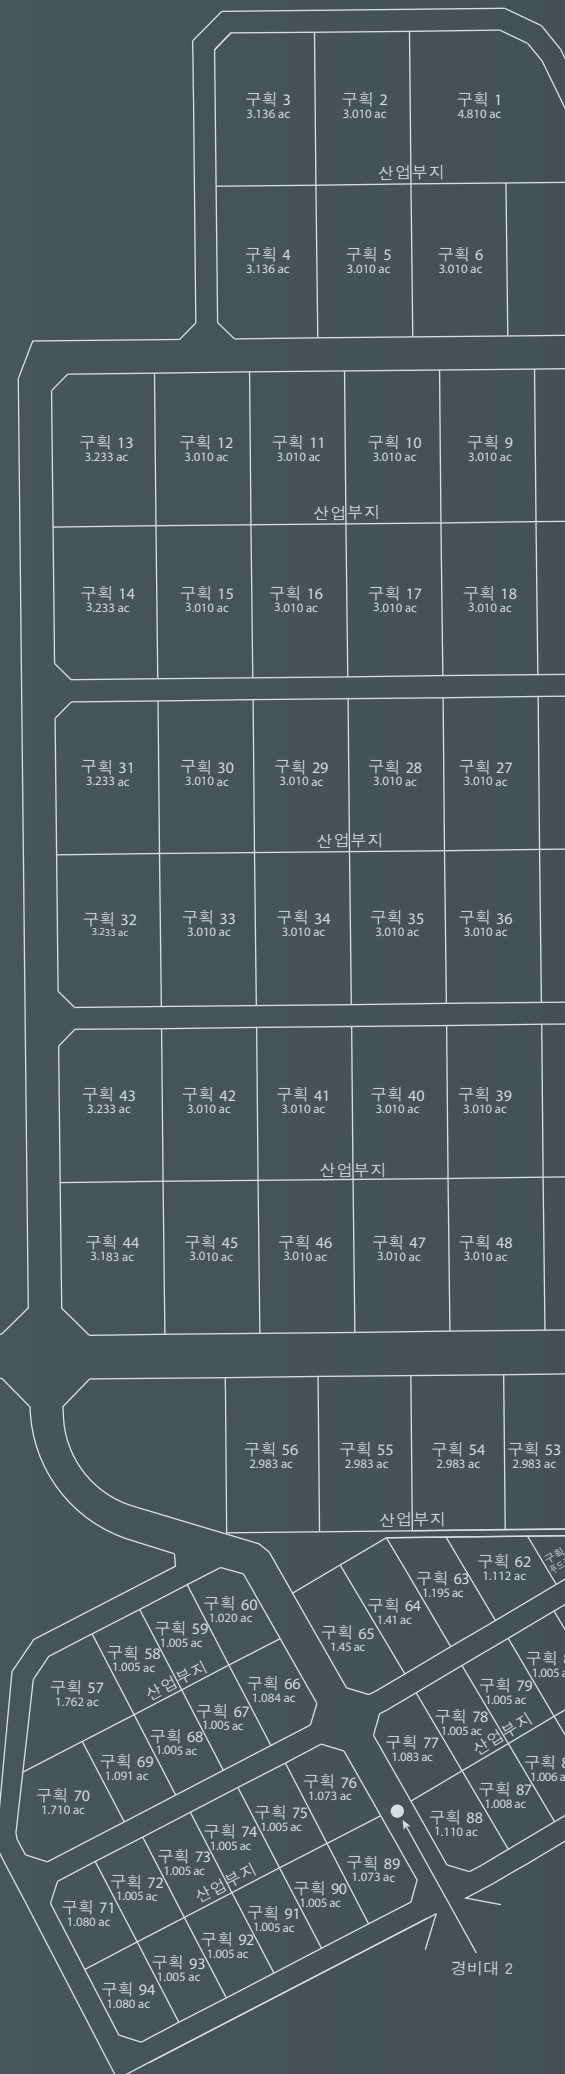 구획 3
3.136 ac
구획 2
3.010 ac
구획 1
4.810 ac
산업부지
구획 4
3.136 ac
구획 5
3.010 ac
구획 6
3.010 ac
구획 13
3.233 ac
구획 12
3.010 ac
구획 11
3.010 ac
구획 10
3.010 ac
구획 9
3.010 ac
산업부지
구획 14
3.233 ac
구획 15
3.010 ac
구획 16
3.010 ac
구획 17
3.010 ac
구획 18
3.010 ac
구획 31
3.233 ac
구획 30
3.010 ac
구획 29
3.010 ac
구획 28
3.010 ac
구획 27
3.010 ac
산업부지
구획 32
3.233 ac
구획 33
3.010 ac
구획 34
3.010 ac
구획 35
3.010 ac
구획 36
3.010 ac
구획 43
3.233 ac
구획 42
3.010 ac
구획 41
3.010 ac
구획 40
3.010 ac
구획 39
3.010 ac
산업부지
구획 44
3.183 ac
구획 45
3.010 ac
구획 46
3.010 ac
구획 47
3.010 ac
구획 48
3.010 ac
구획 56
2.983 ac
구획 55
2.983 ac
구획 54
2.983 ac
구획 53
2.983 ac
산업부지
구획
구획 62
1.112 ac
구획 63
1.195 ac
구획 64
1.41 ac
구획 65
1.45 ac
구획 60
1.020 ac
구획 59
1.005 ac
구획 58
1.005 ac
구획 57
1.762 ac
산업부지
구획 66
1.084 ac
구획 67
1.005 ac
구획 68
1.005 ac
구획 69
1.091 ac
구획 70
1.710 ac
1.005 a
구획 79
1.005 ac
구획 78
1.005 ac
구획 77
1.083 ac
산업부지
구획 8
1.006 ac
구획 87
1.008 ac
구획 88
1.110 ac
구획 76
1.073 ac
구획 75
1.005 ac
구획 74
1.005 ac
구획 73
1.005 ac
구획 72
1.005 ac
구획 71
1.080 ac
산업부지
구획 89
1.073 ac
구획 90
1.005 ac
구획 91
1.005 ac
구획 92
1.005 ac
구획 93
1.005 ac
구획 94
1.080 ac
경비대 2